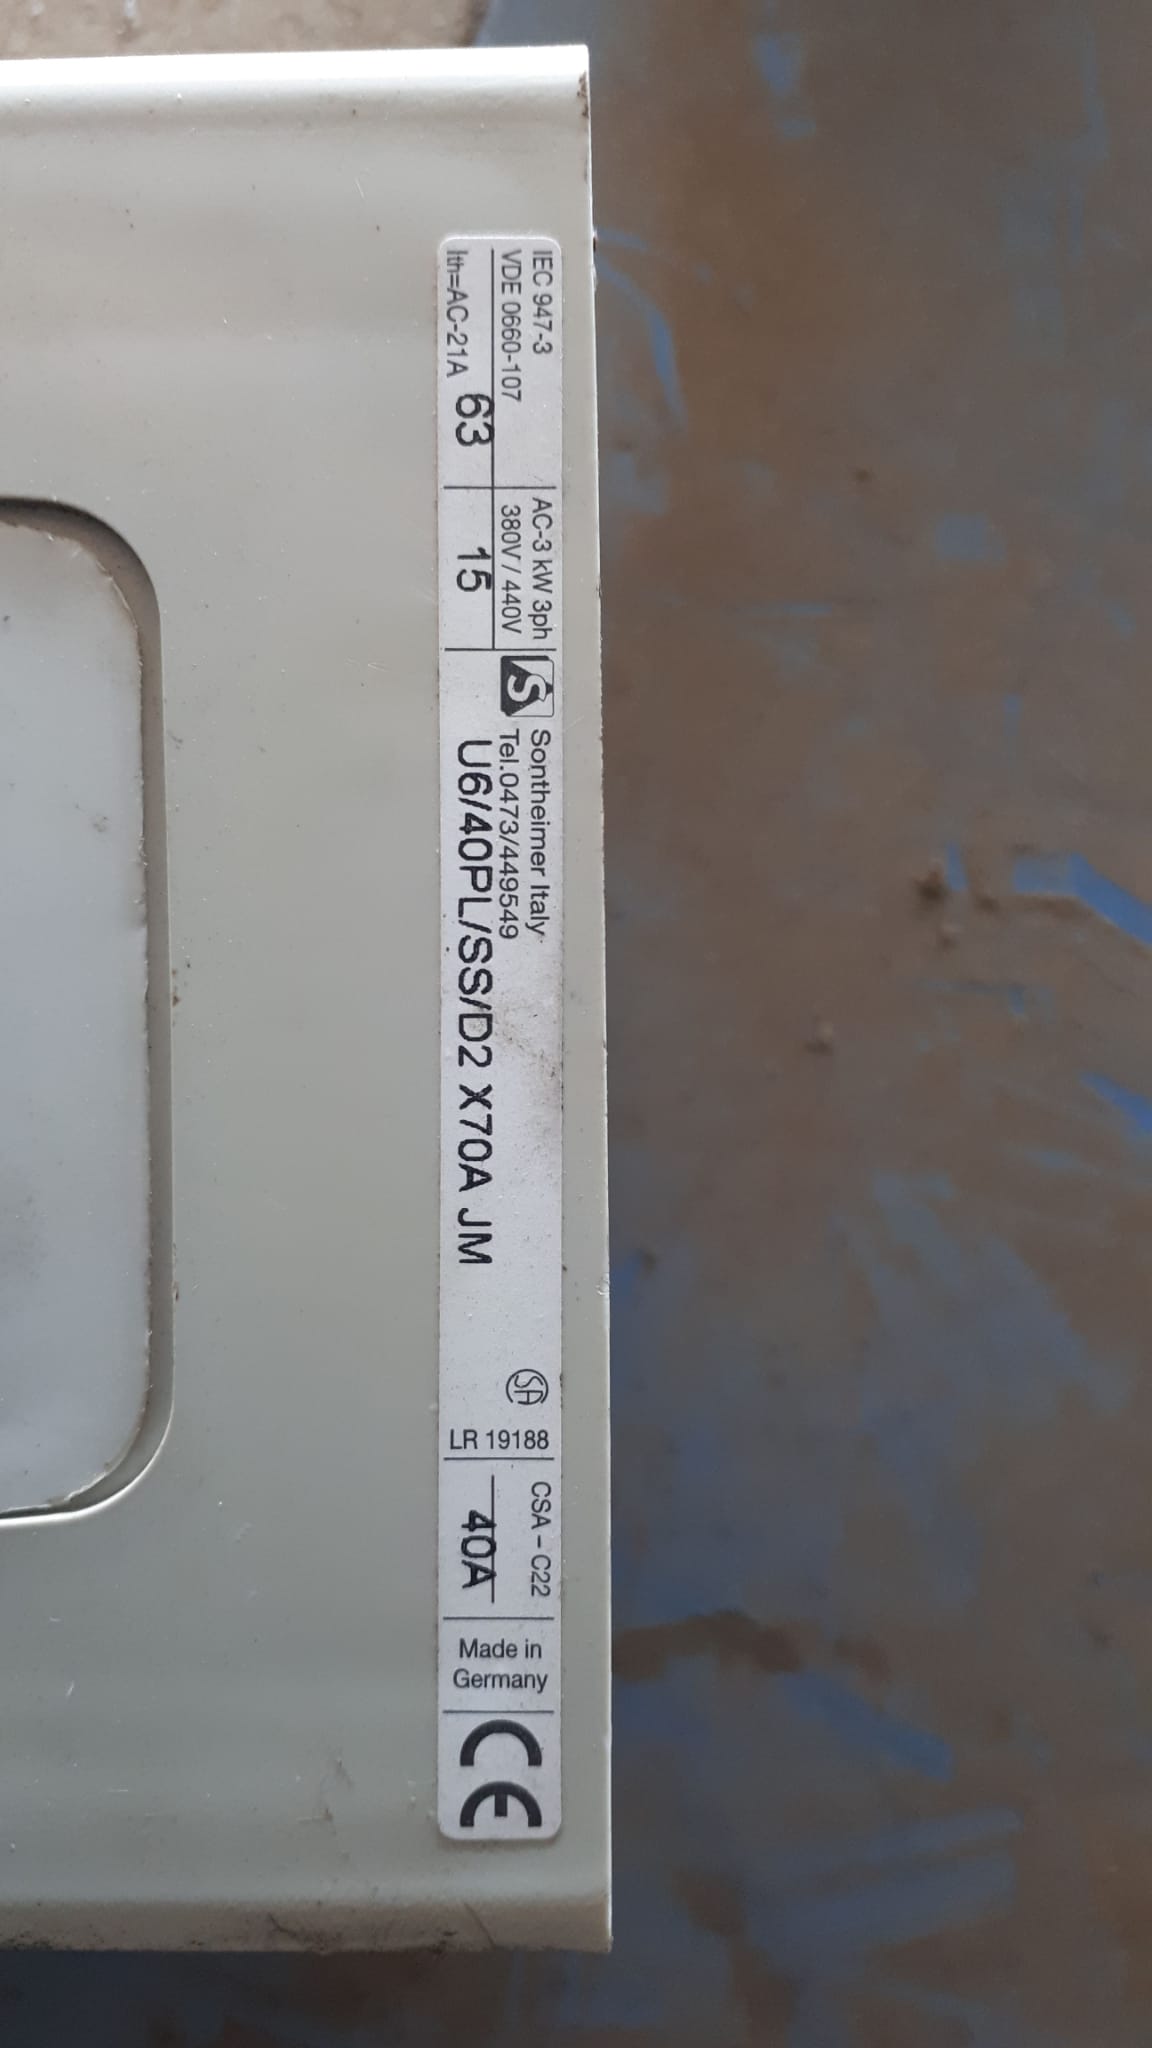 IEC 947-3
VDE 0660-107
Ith=AC-21A 63
AC-3 kW 3ph
380V / 440V
15
S
Sontheimer Italy
Tel.0473/449549
U6/40PL/SS/D2 X70A JM
SA
LR 19188
CSA – C22
40A
Made in
Germany
CE